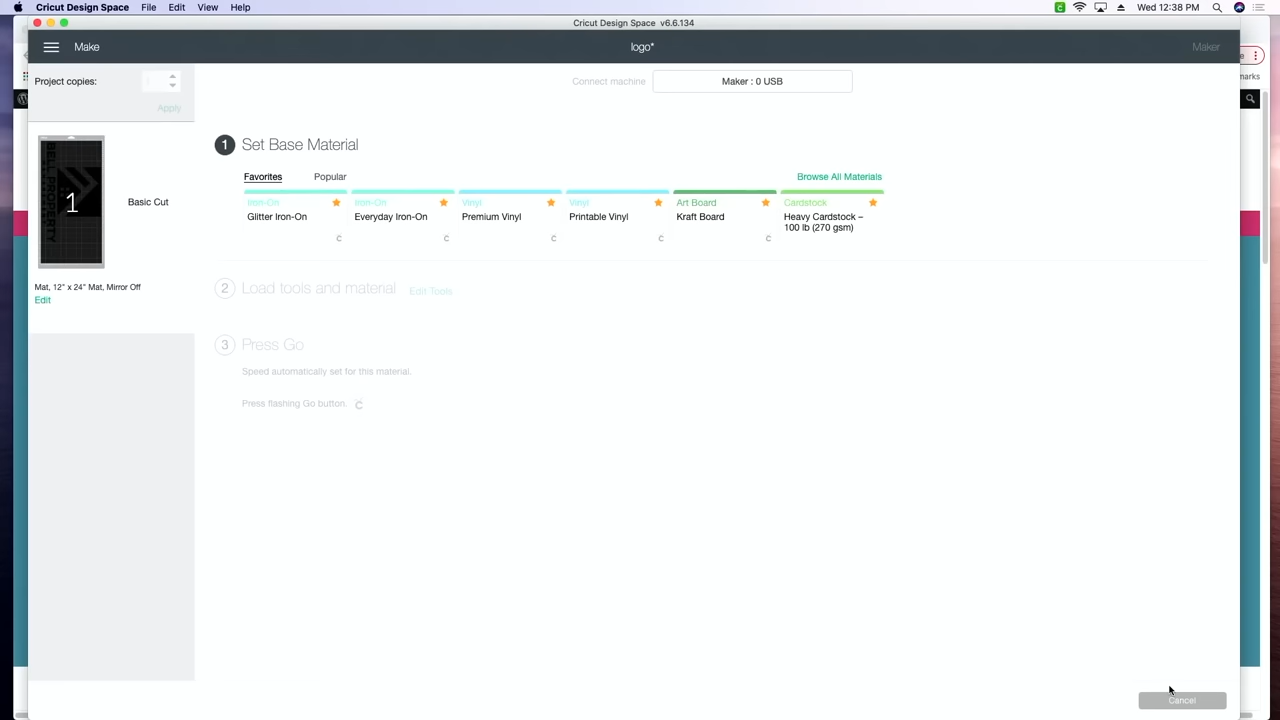 Cricut Design Space File Edit View Help Wed 12:38 PM
Cricut Design Space v6.6.134
Make logo* Maker
Project copies: Connect machine Maker : 0 USB
Apply
1 Set Base Material
Favorites Popular Browse All Materials
Iron-On Iron-On Vinyl Vinyl Art Board Cardstock
Glitter Iron-On Everyday Iron-On Premium Vinyl Printable Vinyl Kraft Board Heavy Cardstock –
100 lb (270 gsm)
BELL PROPERTY
1 Basic Cut
Mat, 12" x 24" Mat, Mirror Off
Edit
2 Load tools and material Edit Tools
3 Press Go
Speed automatically set for this material.
Press flashing Go button.
Cancel
marks